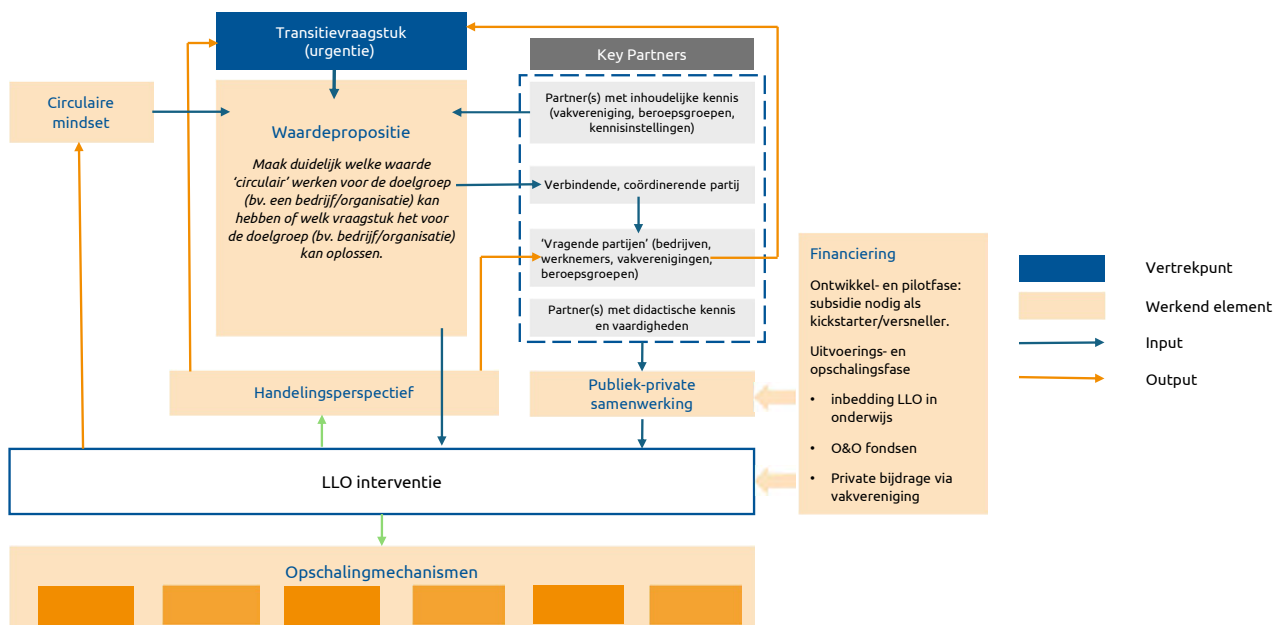 Transitievraagstuk
(urgentie)
Key Partners
Circulaire
mindset
Waardepropositie
Maak duidelijk welke waarde
‘circulair’ werken voor de doelgroep
(bv. een bedrijf/organisatie) kan
hebben of welk vraagstuk het voor
de doelgroep (bv. bedrijf/organisatie)
kan oplossen.
Partner(s) met inhoudelijke kennis
(vakvereniging, beroepsgroepen,
kennisinstellingen)
Verbindende, coördinerende partij
‘Vragende partijen’ (bedrijven,
werknemers, vakverenigingen,
beroepsgroepen)
Partner(s) met didactische kennis
en vaardigheden
Handelingsperspectief
Publiek-private
samenwerking
LLO interventie
Opschalingmechanismen
Financiering
Ontwikkel- en pilotfase:
subsidie nodig als
kickstarter/versneller.
Uitvoerings- en
opschalingsfase
• inbedding LLO in
onderwijs
• O&O fondsen
• Private bijdrage via
vakvereniging
Vertrekpunt
Werkend element
Input
Output